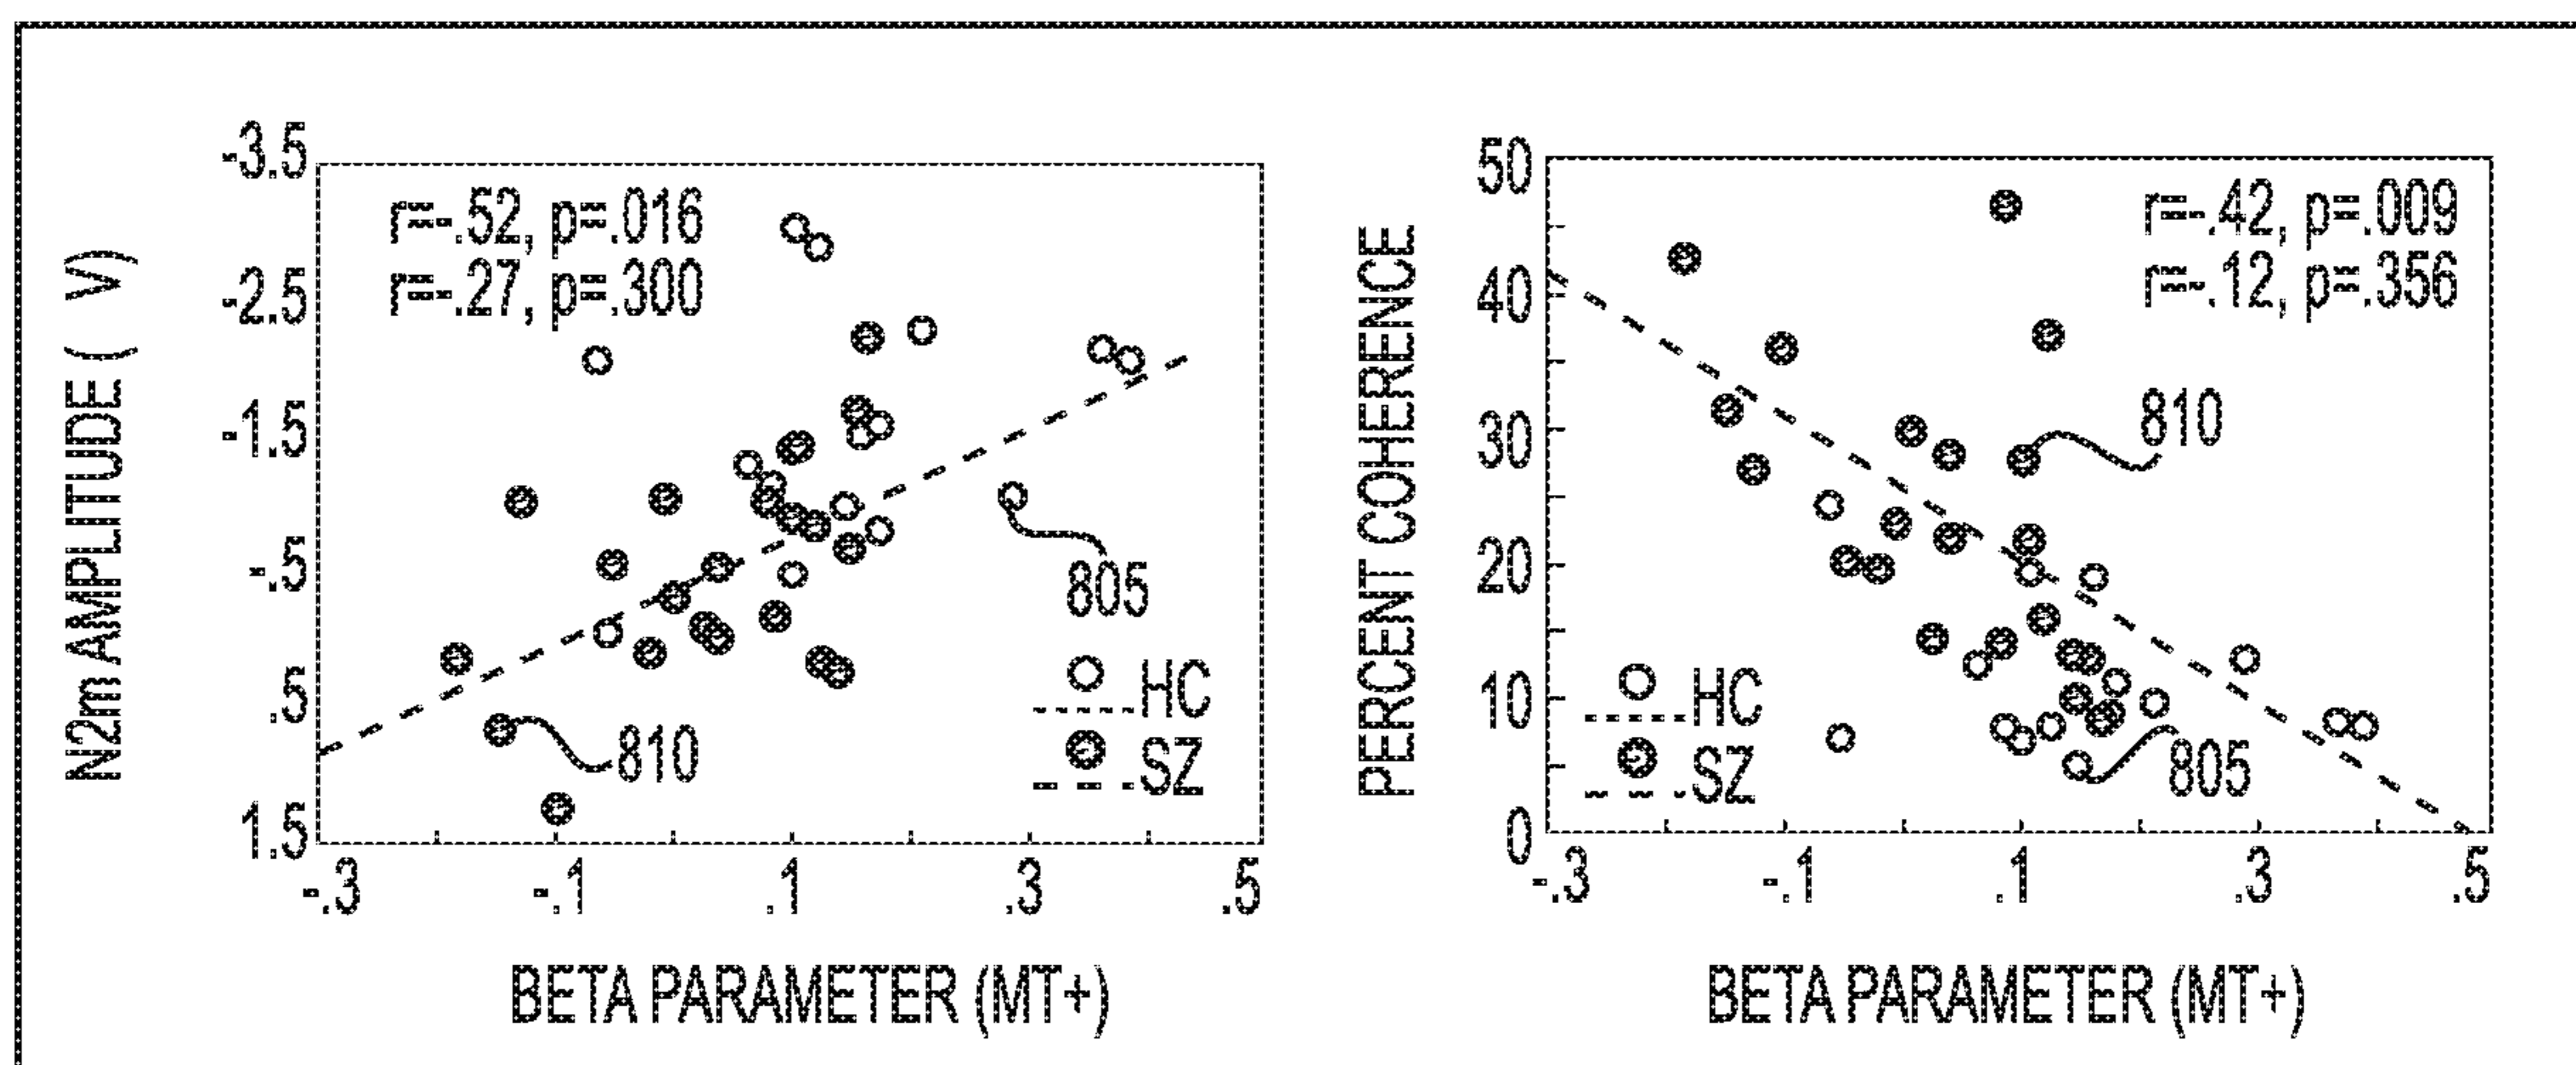 -3.5
-2.5
-1.5
-.5
.5
1.5
N2m AMPLITUDE ( V)
r=-.52, p=.016
r=-.27, p=.300
805
810
HC
SZ
-.3 -.1 .1 .3 .5
BETA PARAMETER (MT+)
50
40
30
20
10
0
PERCENT COHERENCE
r=-.42, p=.009
r=-.12, p=.356
810
805
HC
SZ
-.3 -.1 .1 .3 .5
BETA PARAMETER (MT+)